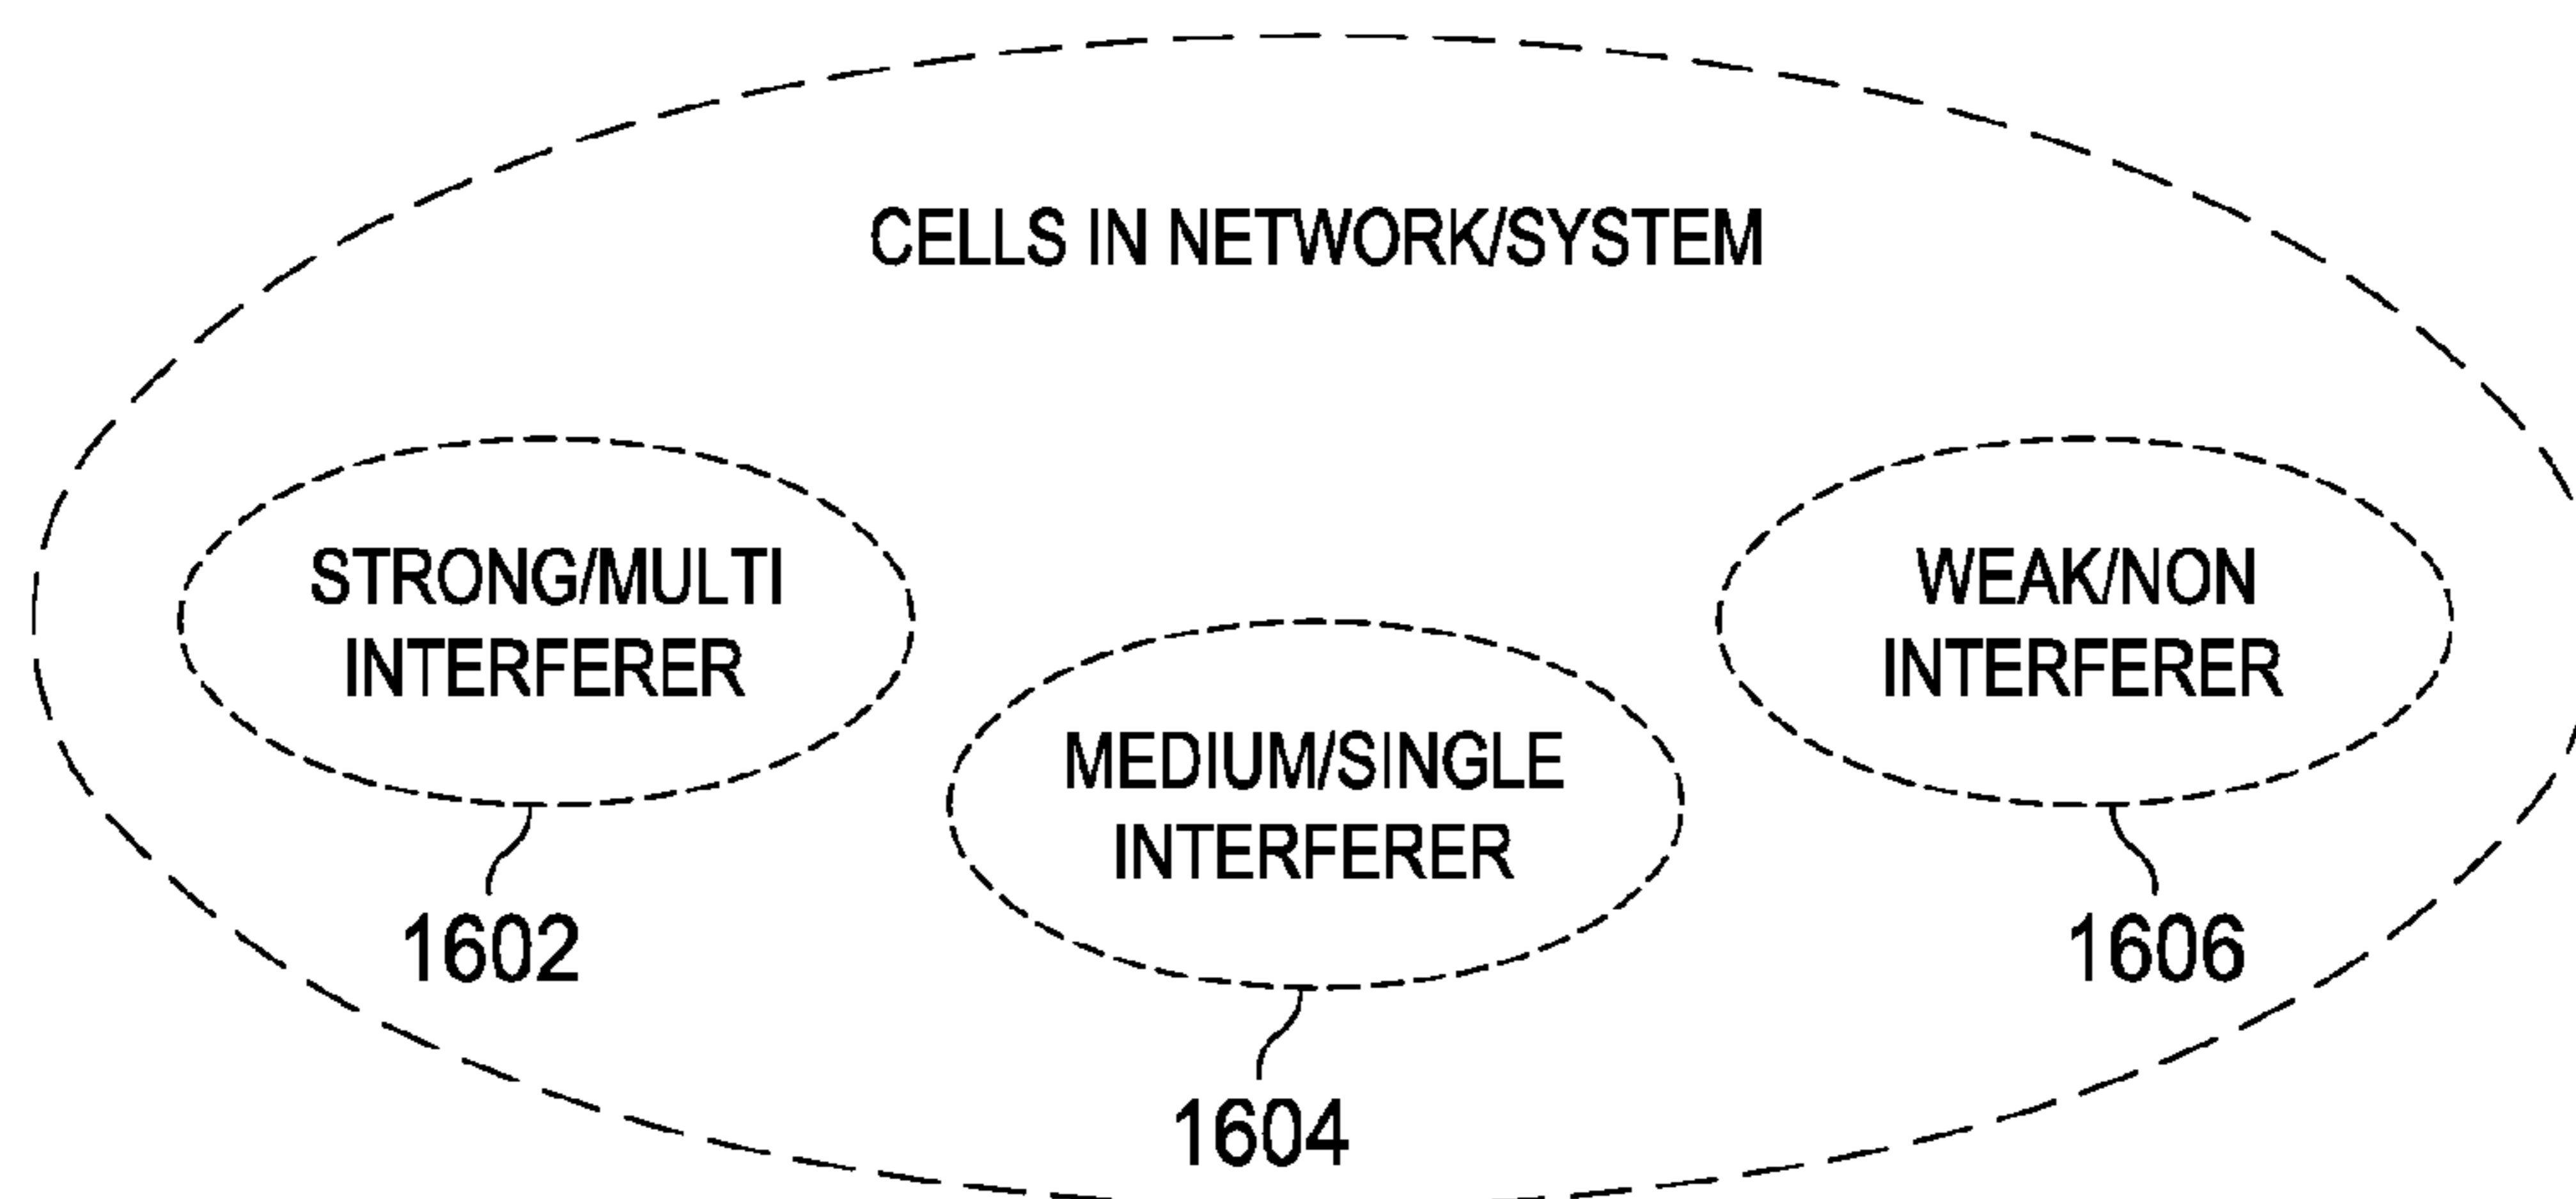 CELLS IN NETWORK/SYSTEM
STRONG/MULTI
INTERFERER
1602
MEDIUM/SINGLE
INTERFERER
1604
WEAK/NON
INTERFERER
1606